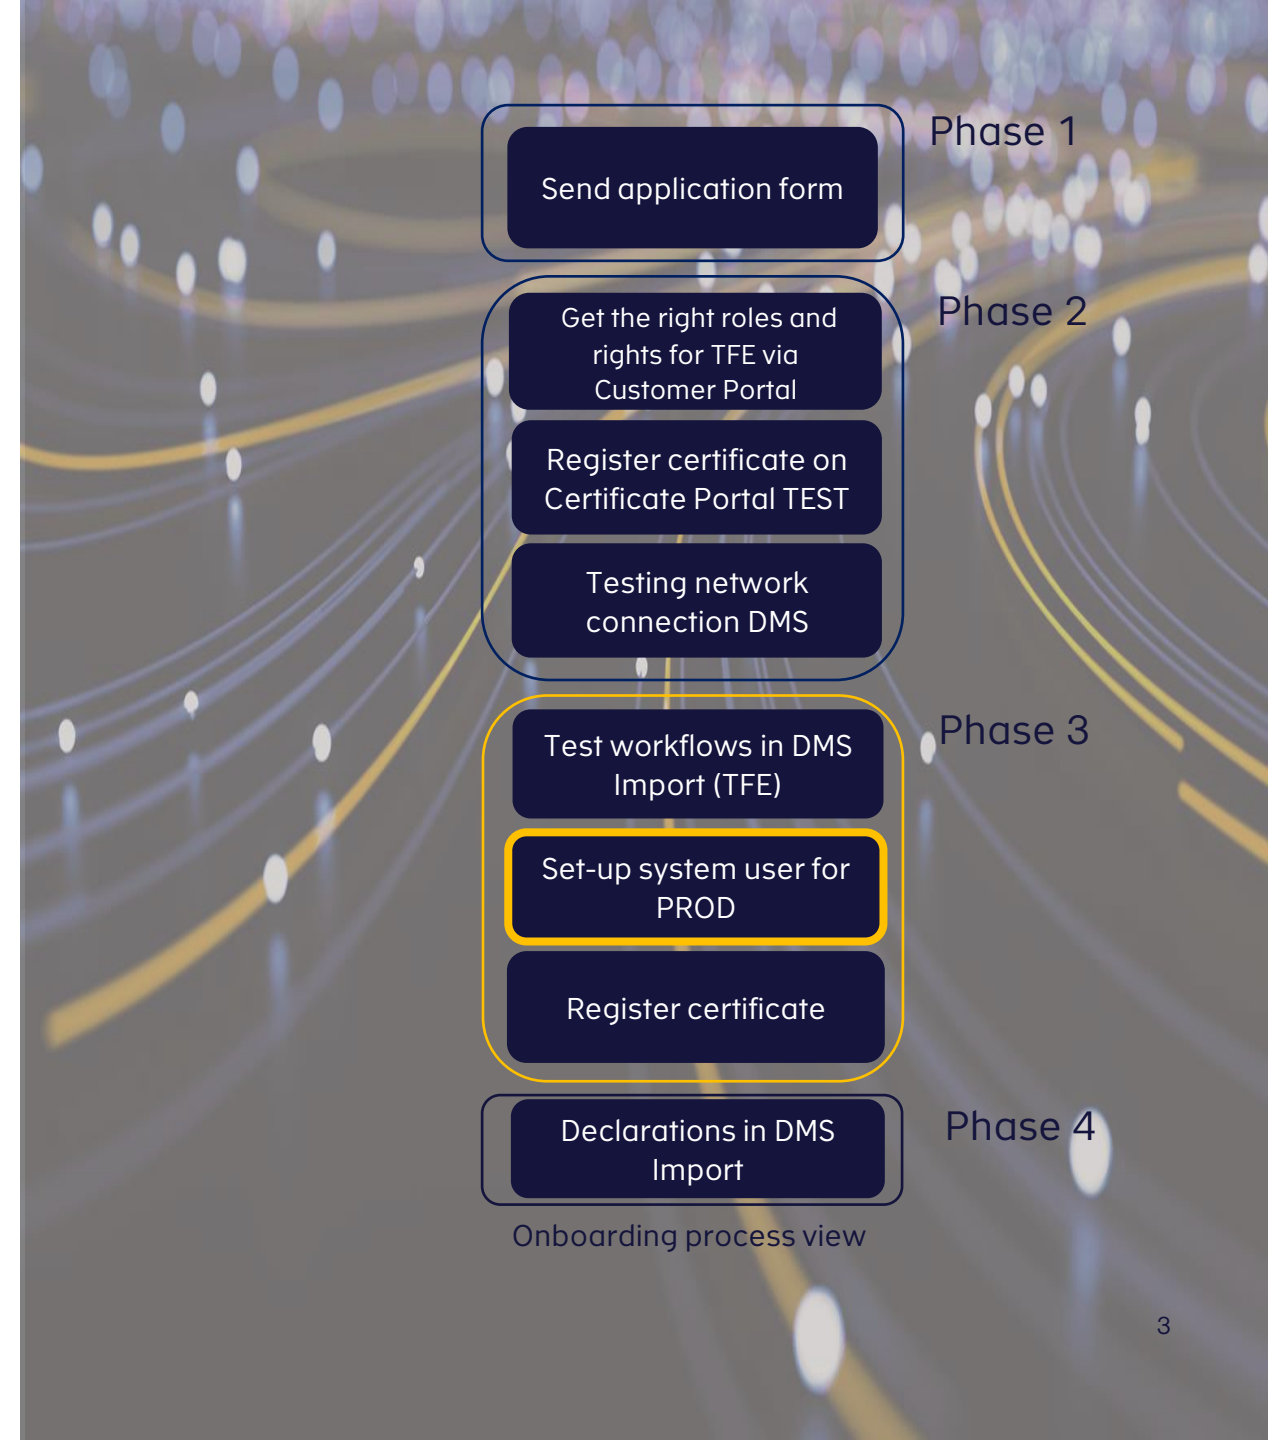 Phase 1
Send application form
Phase 2
Get the right roles and
rights for TFE via
Customer Portal
Register certificate on
Certificate Portal TEST
Testing network
connection DMS
Phase 3
Test workflows in DMS
Import (TFE)
Set-up system user for
PROD
Register certificate
Phase 4
Declarations in DMS
Import
Onboarding process view
3